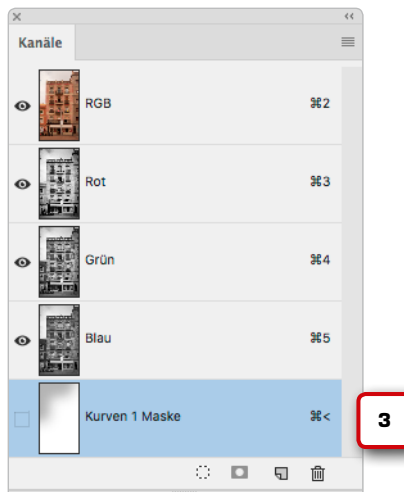 Kanäle
RGB ⌘2
Rot ⌘3
Grün ⌘4
Blau ⌘5
Kurven 1 Maske ⌘<
3